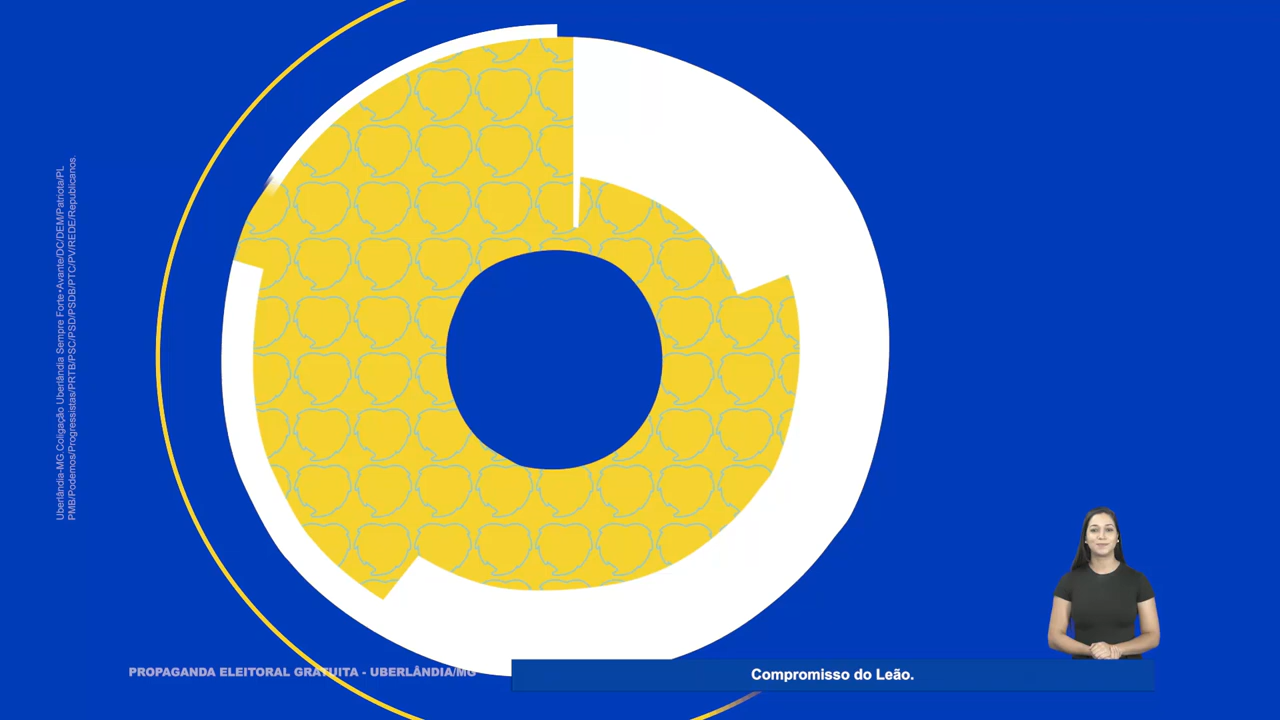 Uberlândia-MG.Coligação Uberlândia Sempre Forte•Avante/DC/DEM/Patriota/PL
PMB/Podemos/Progressistas/PRTB/PSC/PSD/PSDB/PTC/PV/REDE/Republicanos.
PROPAGANDA ELEITORAL GRATUITA - UBERLÂNDIA/MG
Compromisso do Leão.